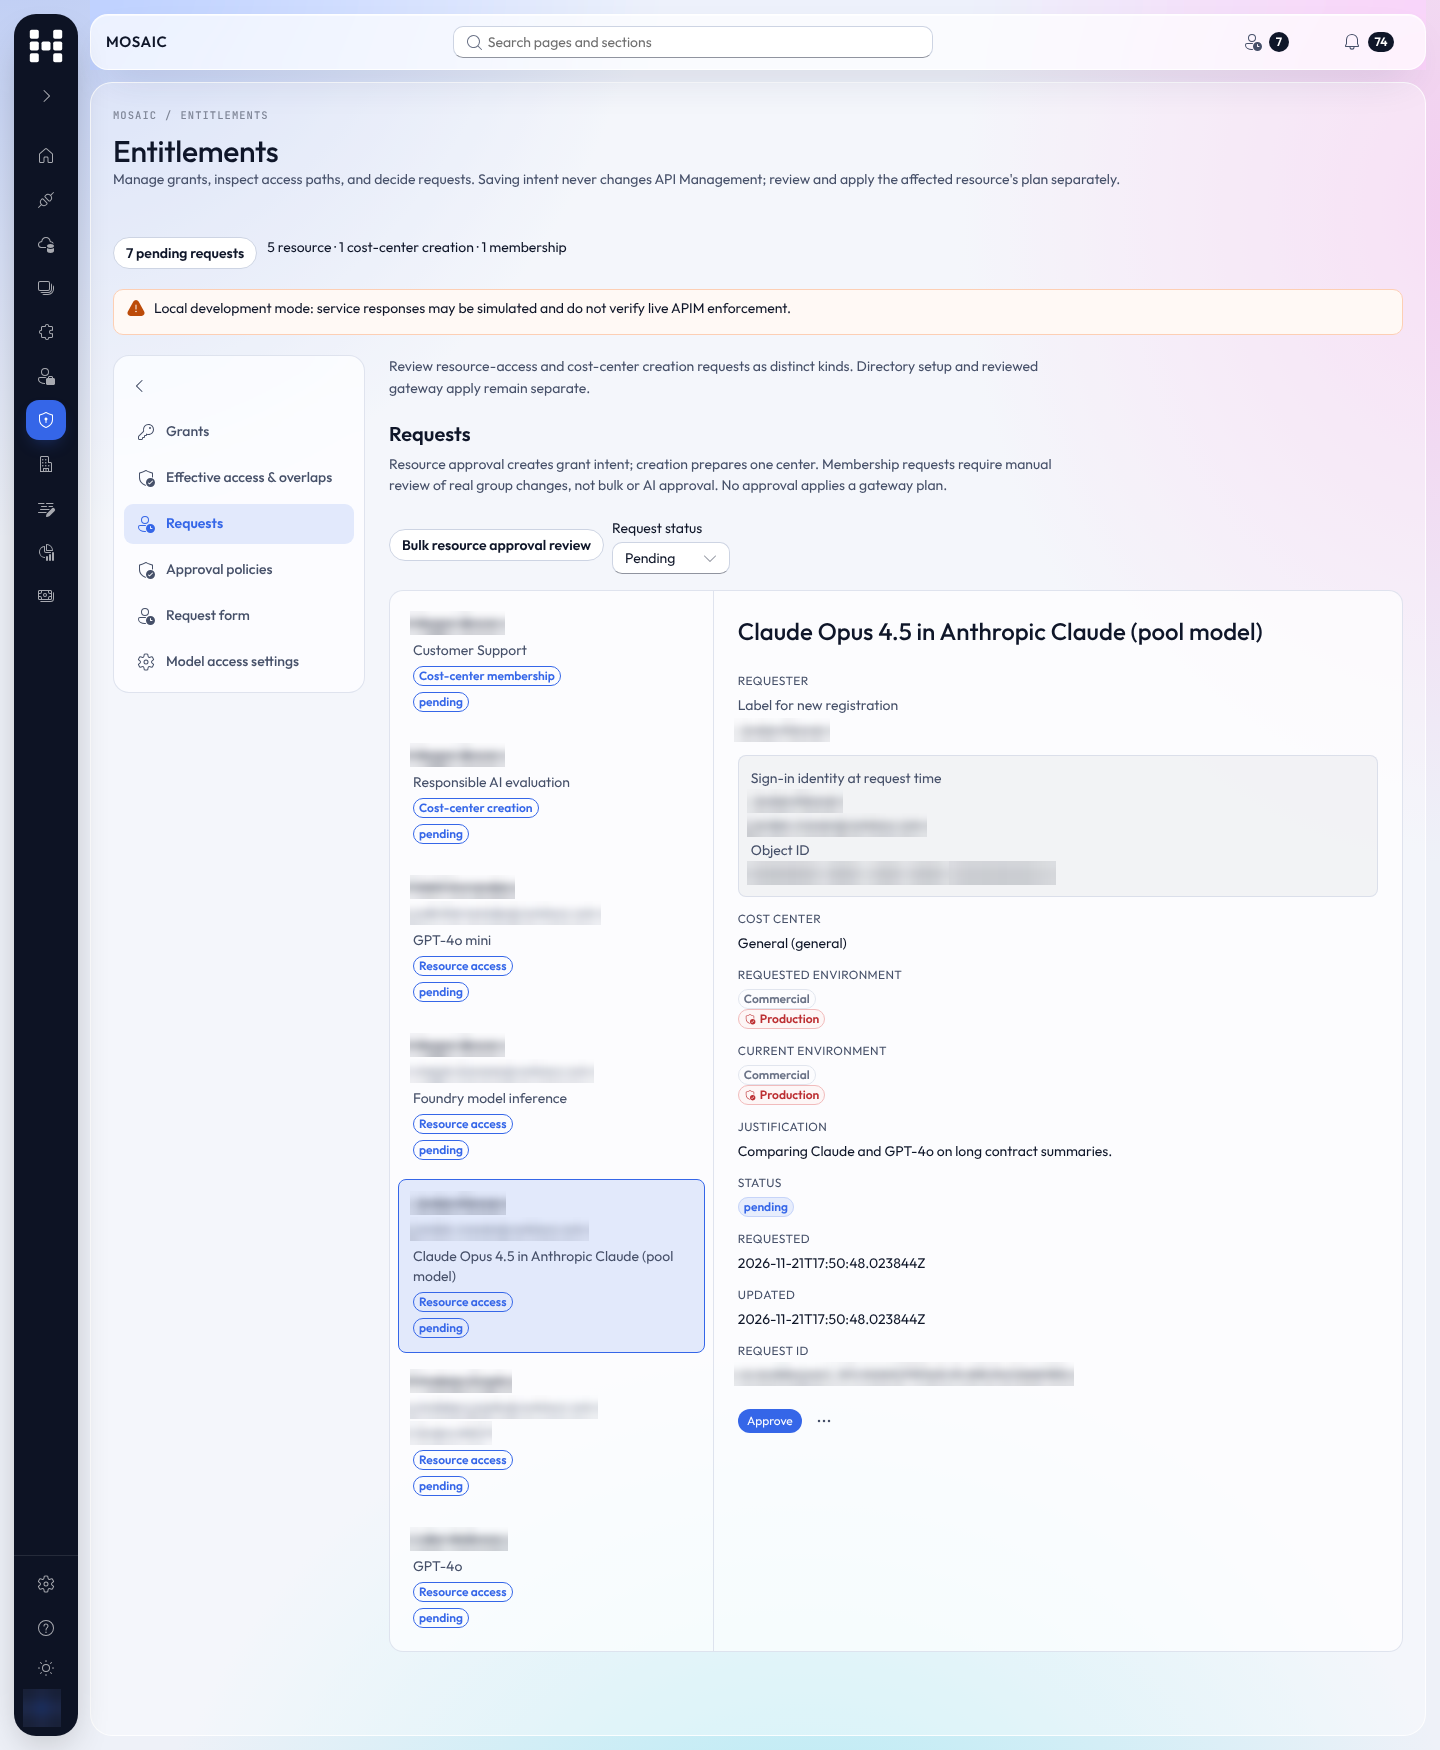 MOSAIC
Search pages and sections
7
74
MOSAIC / ENTITLEMENTS
Entitlements
Manage grants, inspect access paths, and decide requests. Saving intent never changes API Management; review and apply the affected resource's plan separately.
7 pending requests
5 resource · 1 cost-center creation · 1 membership
Local development mode: service responses may be simulated and do not verify live APIM enforcement.
Grants
Effective access & overlaps
Requests
Approval policies
Request form
Model access settings
Review resource-access and cost-center creation requests as distinct kinds. Directory setup and reviewed
gateway apply remain separate.
Requests
Resource approval creates grant intent; creation prepares one center. Membership requests require manual
review of real group changes, not bulk or AI approval. No approval applies a gateway plan.
Bulk resource approval review
Request status
Pending
Customer Support
Cost-center membership
pending
Responsible AI evaluation
Cost-center creation
pending
GPT-4o mini
Resource access
pending
Foundry model inference
Resource access
pending
Claude Opus 4.5 in Anthropic Claude (pool
model)
Resource access
pending
Resource access
pending
GPT-4o
Resource access
pending
Claude Opus 4.5 in Anthropic Claude (pool model)
REQUESTER
Label for new registration
Sign-in identity at request time
Object ID
COST CENTER
General (general)
REQUESTED ENVIRONMENT
Commercial
Production
CURRENT ENVIRONMENT
Commercial
Production
JUSTIFICATION
Comparing Claude and GPT-4o on long contract summaries.
STATUS
pending
REQUESTED
2026-11-21T17:50:48.023844Z
UPDATED
2026-11-21T17:50:48.023844Z
REQUEST ID
Approve